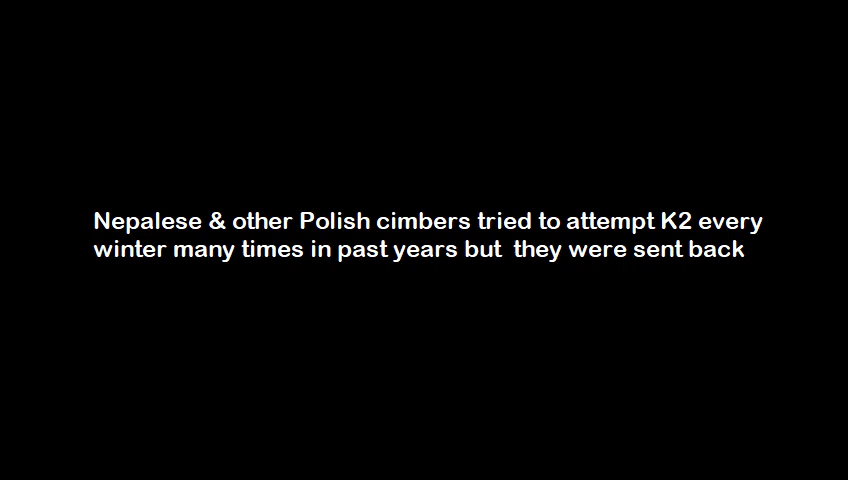 Nepalese & other Polish cimbers tried to attempt K2 every
winter many times in past years but  they were sent back